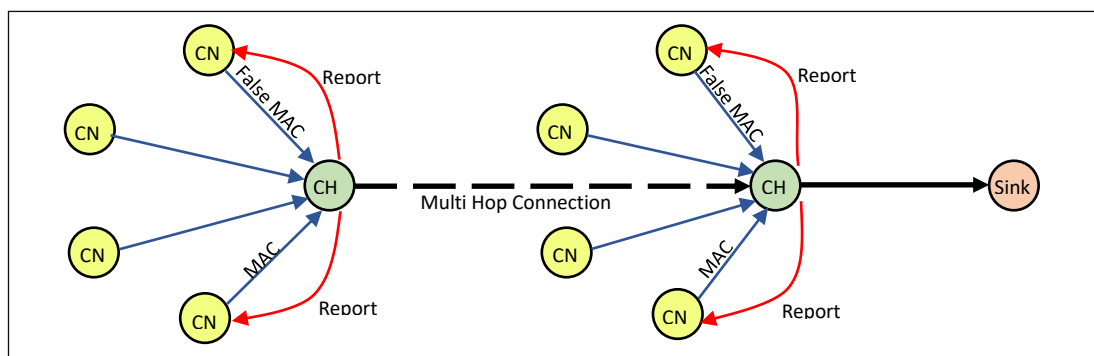 CN
Report
False MAC
CN
CH
CN
MAC
CN
Report
Multi Hop Connection
CN
Report
False MAC
CN
CH
Sink
CN
MAC
CN
Report